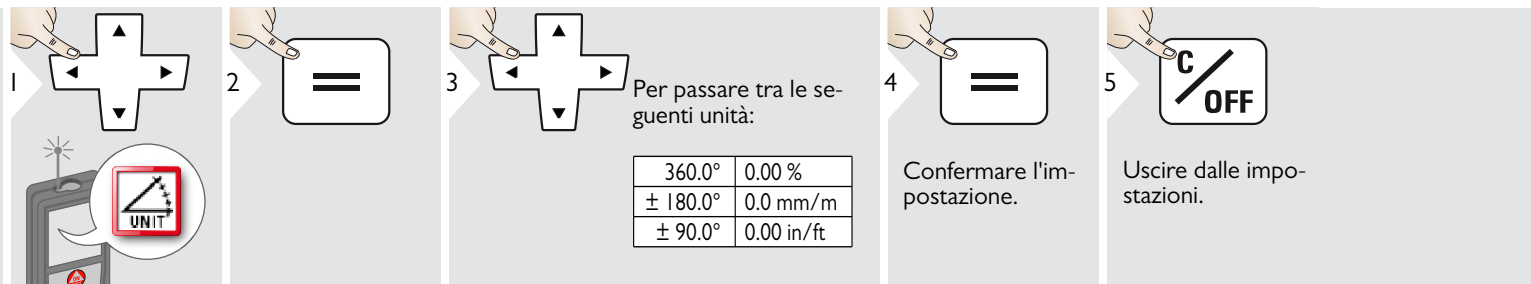 1
UNIT
2
3
Per passare tra le se-
guenti unità:
360.0° 0.00 %
± 180.0° 0.0 mm/m
± 90.0° 0.00 in/ft
4
Confermare l'im-
postazione.
5
C/OFF
Uscire dalle impo-
stazioni.